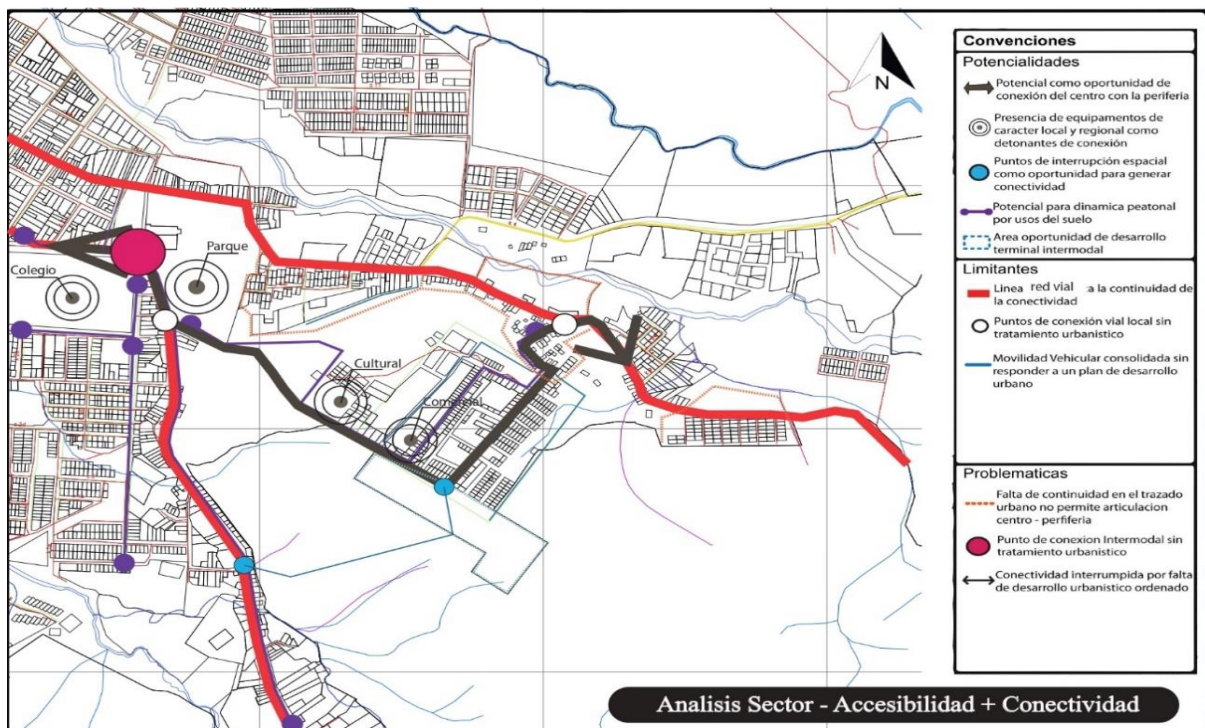 Colegio
Parque
Cultural
Comercial
N
Convenciones
Potencialidades
Potencial como oportunidad de
conexión del centro con la periferia
Presencia de equipamentos de
caracter local y regional como
detonantes de conexión
Puntos de interrupción espacial
como oportunidad para generar
conectividad
Potencial para dinamica peatonal
por usos del suelo
Area oportunidad de desarrollo
terminal intermodal
Limitantes
Linea red vial a la continuidad de
la conectividad
Puntos de conexión vial local sin
tratamiento urbanistico
Movilidad Vehicular consolidada sin
responder a un plan de desarrollo
urbano
Problematicas
Falta de continuidad en el trazado
urbano no permite articulacion
centro - perfiferia
Punto de conexion Intermodal sin
tratamiento urbanistico
Conectividad interrumpida por falta
de desarrollo urbanistico ordenado
Analisis Sector - Accesibilidad + Conectividad